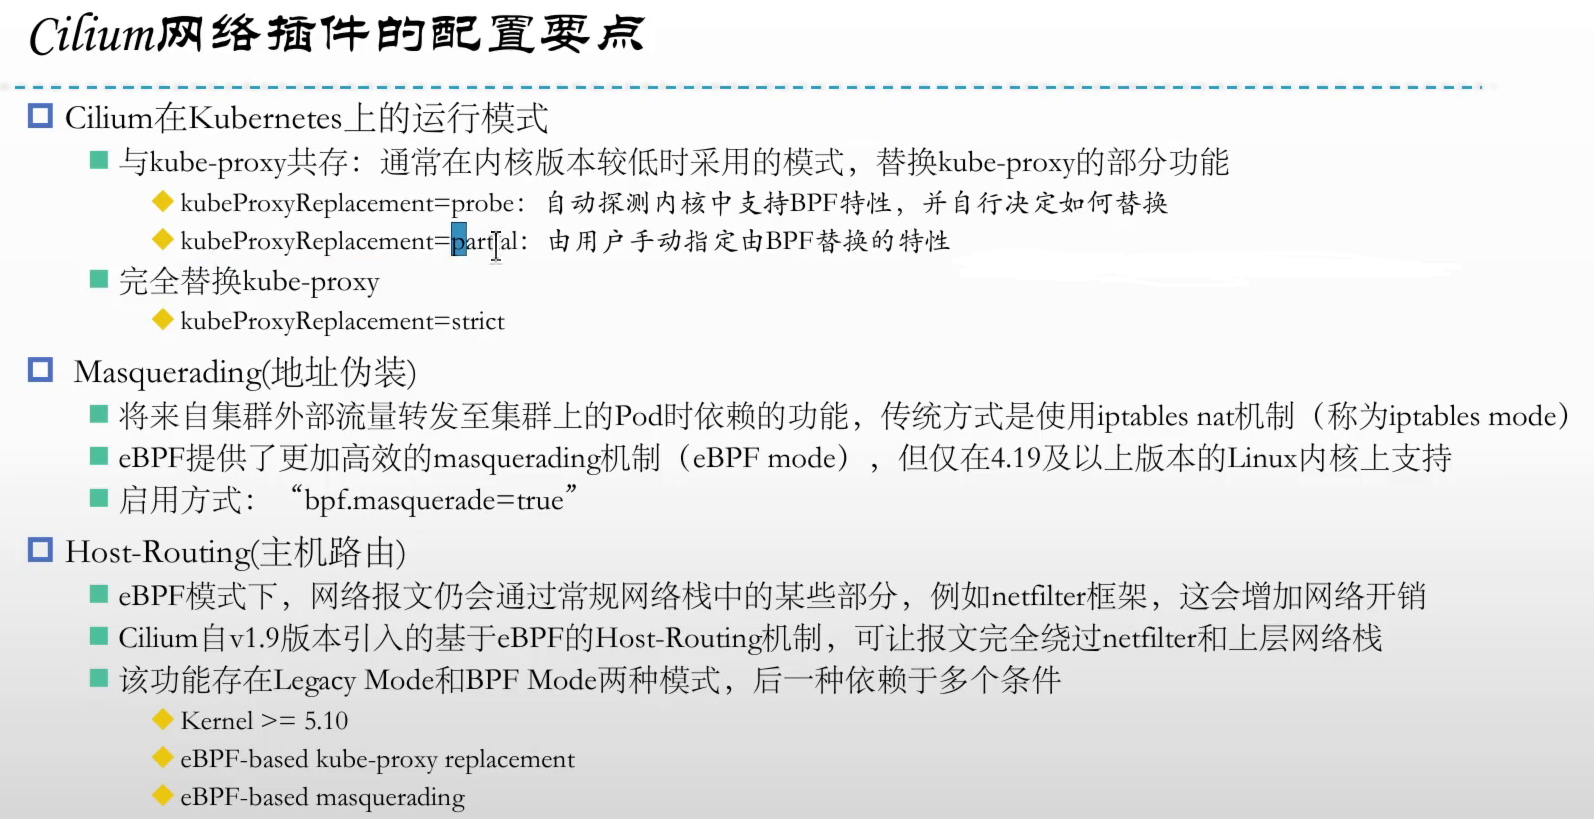 Cilium网络插件的配置要点
Cilium在Kubernetes上的运行模式
与kube-proxy共存：通常在内核版本较低时采用的模式，替换kube-proxy的部分功能
kubeProxyReplacement=probe：自动探测内核中支持BPF特性，并自行决定如何替换
kubeProxyReplacement=partial：由用户手动指定由BPF替换的特性
完全替换kube-proxy
kubeProxyReplacement=strict
Masquerading(地址伪装)
将来自集群外部流量转发至集群上的Pod时依赖的功能，传统方式是使用iptables nat机制（称为iptables mode）
eBPF提供了更加高效的masquerading机制（eBPF mode），但仅在4.19及以上版本的Linux内核上支持
启用方式：“bpf.masquerade=true”
Host-Routing(主机路由)
eBPF模式下，网络报文仍会通过常规网络栈中的某些部分，例如netfilter框架，这会增加网络开销
Cilium自v1.9版本引入的基于eBPF的Host-Routing机制，可让报文完全绕过netfilter和上层网络栈
该功能存在Legacy Mode和BPF Mode两种模式，后一种依赖于多个条件
Kernel >= 5.10
eBPF-based kube-proxy replacement
eBPF-based masquerading